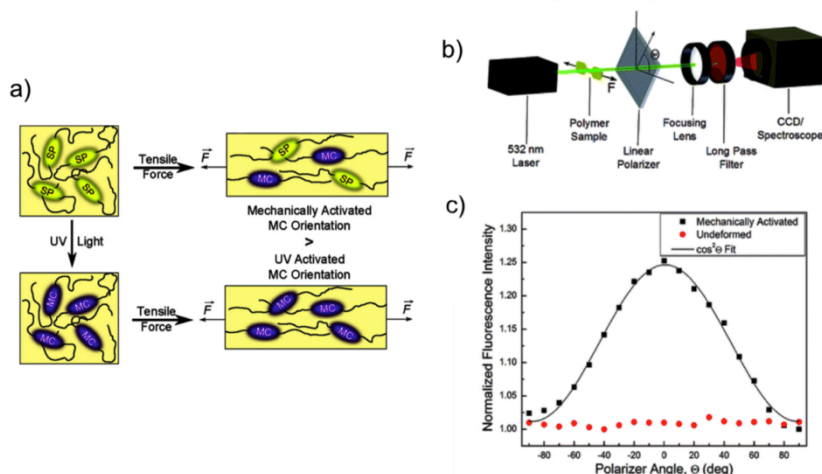 a)
SP
SP
SP
SP
Tensile
Force
F
SP
MC
MC
SP
F
Mechanically Activated
MC Orientation
>
UV Activated
MC Orientation
UV
Light
MC
MC
MC
MC
Tensile
Force
F
MC
MC
MC
MC
F
b)
Θ
F
532 nm
Laser
Polymer
Sample
Linear
Polarizer
Focusing
Lens
Long Pass
Filter
CCD/
Spectroscope
c)
Mechanically Activated
Undeformed
cos²Θ Fit
Normalized Fluorescence Intensity
1.30
1.25
1.20
1.15
1.10
1.05
1.00
-80
-60
-40
-20
0
20
40
60
80
Polarizer Angle, Θ (deg)